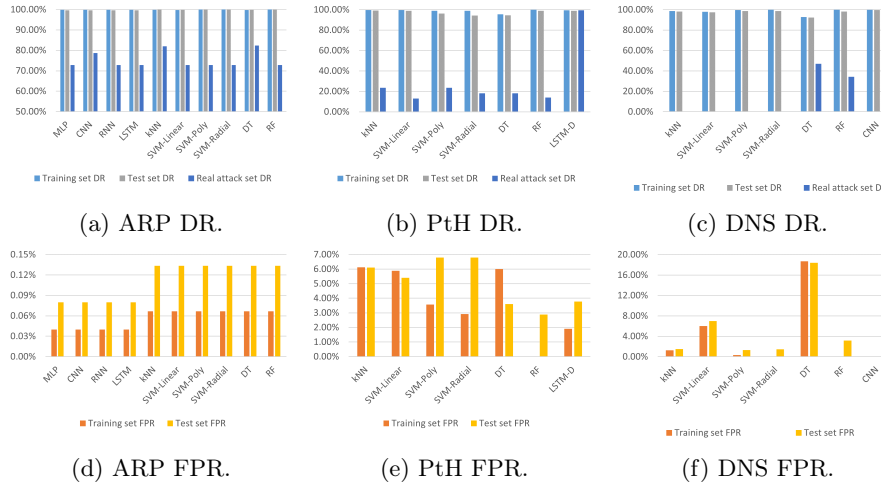 100.00%
90.00%
80.00%
70.00%
60.00%
50.00%
MLP
CNN
RNN
LSTM
kNN
SVM-Linear
SVM-Poly
SVM-Radial
DT
RF
Training set DR
Test set DR
Real attack set DR
(a) ARP DR.
100.00%
80.00%
60.00%
40.00%
20.00%
0.00%
kNN
SVM-Linear
SVM-Poly
SVM-Radial
DT
RF
LSTM-D
Training set DR
Test set DR
Real attack set DR
(b) PtH DR.
100.00%
80.00%
60.00%
40.00%
20.00%
0.00%
kNN
SVM-Linear
SVM-Poly
SVM-Radial
DT
RF
CNN
Training set DR
Test set DR
Real attack set D
(c) DNS DR.
0.15%
0.12%
0.09%
0.06%
0.03%
0.00%
MLP
CNN
RNN
LSTM
kNN
SVM-Linear
SVM-Poly
SVM-Radial
DT
RF
Training set FPR
Test set FPR
(d) ARP FPR.
7.00%
6.00%
5.00%
4.00%
3.00%
2.00%
1.00%
0.00%
kNN
SVM-Linear
SVM-Poly
SVM-Radial
DT
RF
LSTM-D
Training set FPR
Test set FPR
(e) PtH FPR.
20.00%
16.00%
12.00%
8.00%
4.00%
0.00%
kNN
SVM-Linear
SVM-Poly
SVM-Radial
DT
RF
CNN
Training set FPR
Test set FPR
(f) DNS FPR.